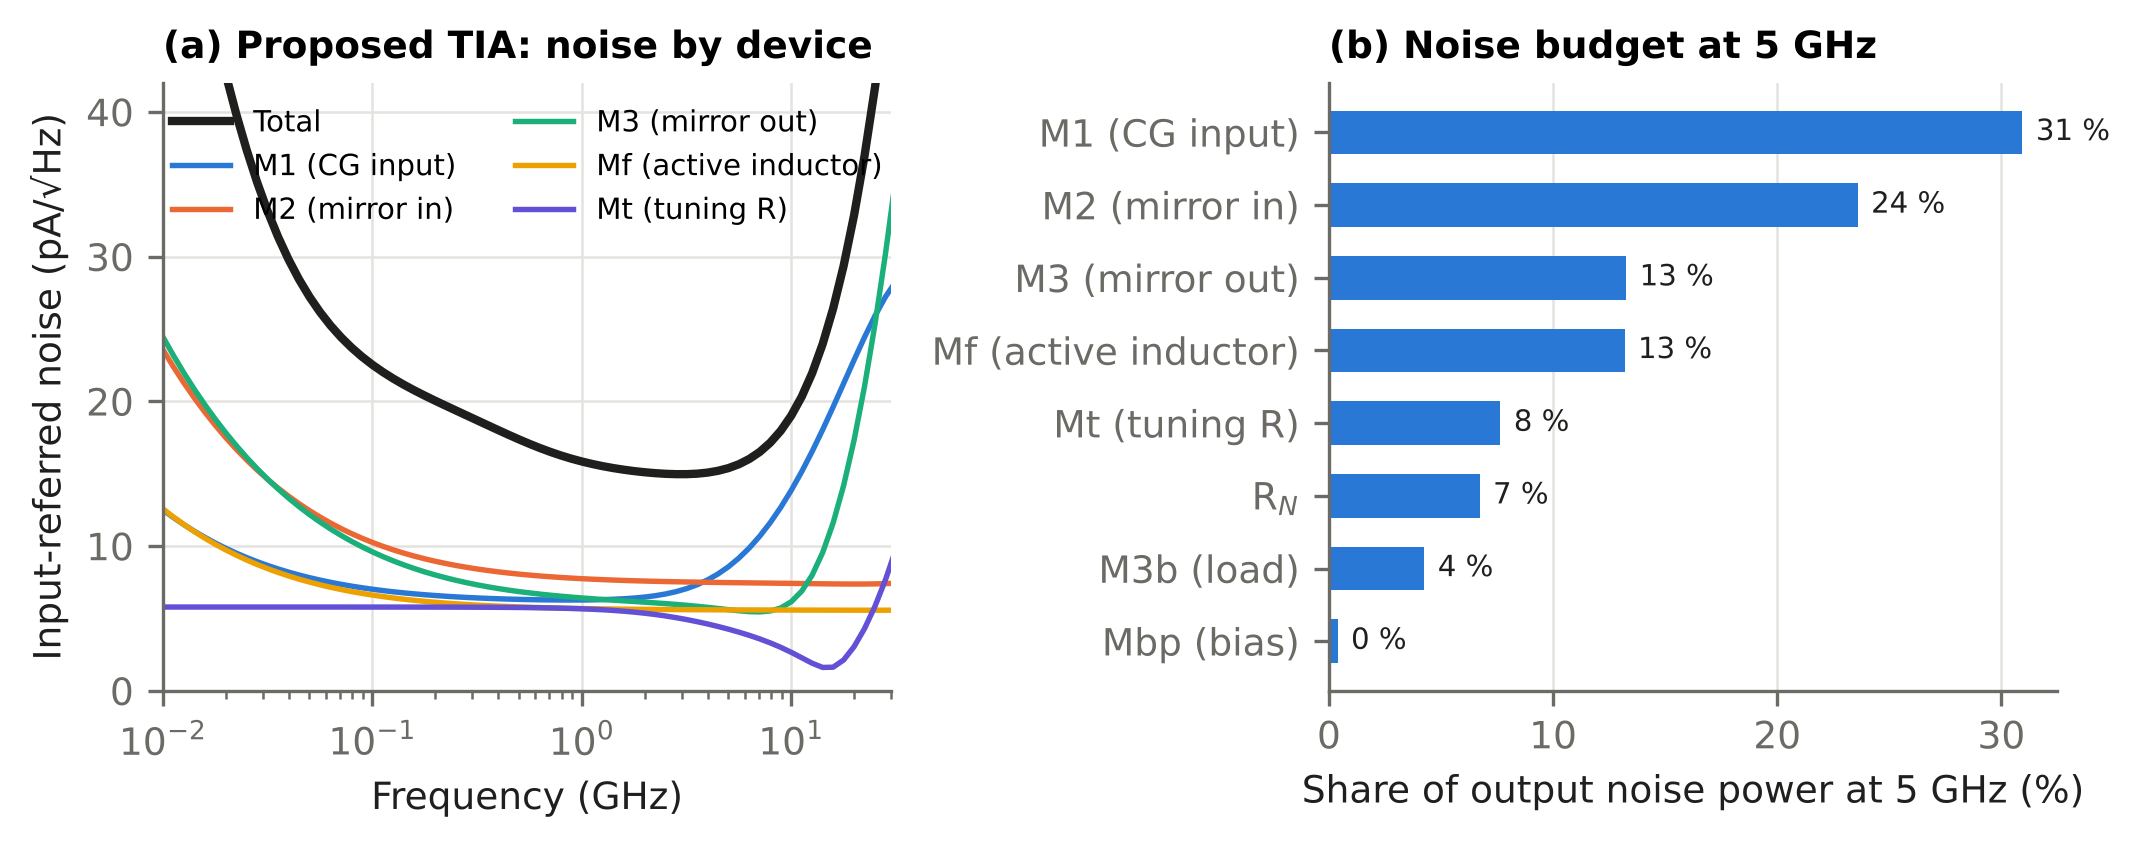 (a) Proposed TIA: noise by device
Input-referred noise (pA/√Hz)
40
30
20
10
0
Total
M1 (CG input)
M2 (mirror in)
M3 (mirror out)
Mf (active inductor)
Mt (tuning R)
10⁻²
10⁻¹
10⁰
10¹
Frequency (GHz)
(b) Noise budget at 5 GHz
M1 (CG input) 31 %
M2 (mirror in) 24 %
M3 (mirror out) 13 %
Mf (active inductor) 13 %
Mt (tuning R) 8 %
R_N 7 %
M3b (load) 4 %
Mbp (bias) 0 %
0 10 20 30
Share of output noise power at 5 GHz (%)